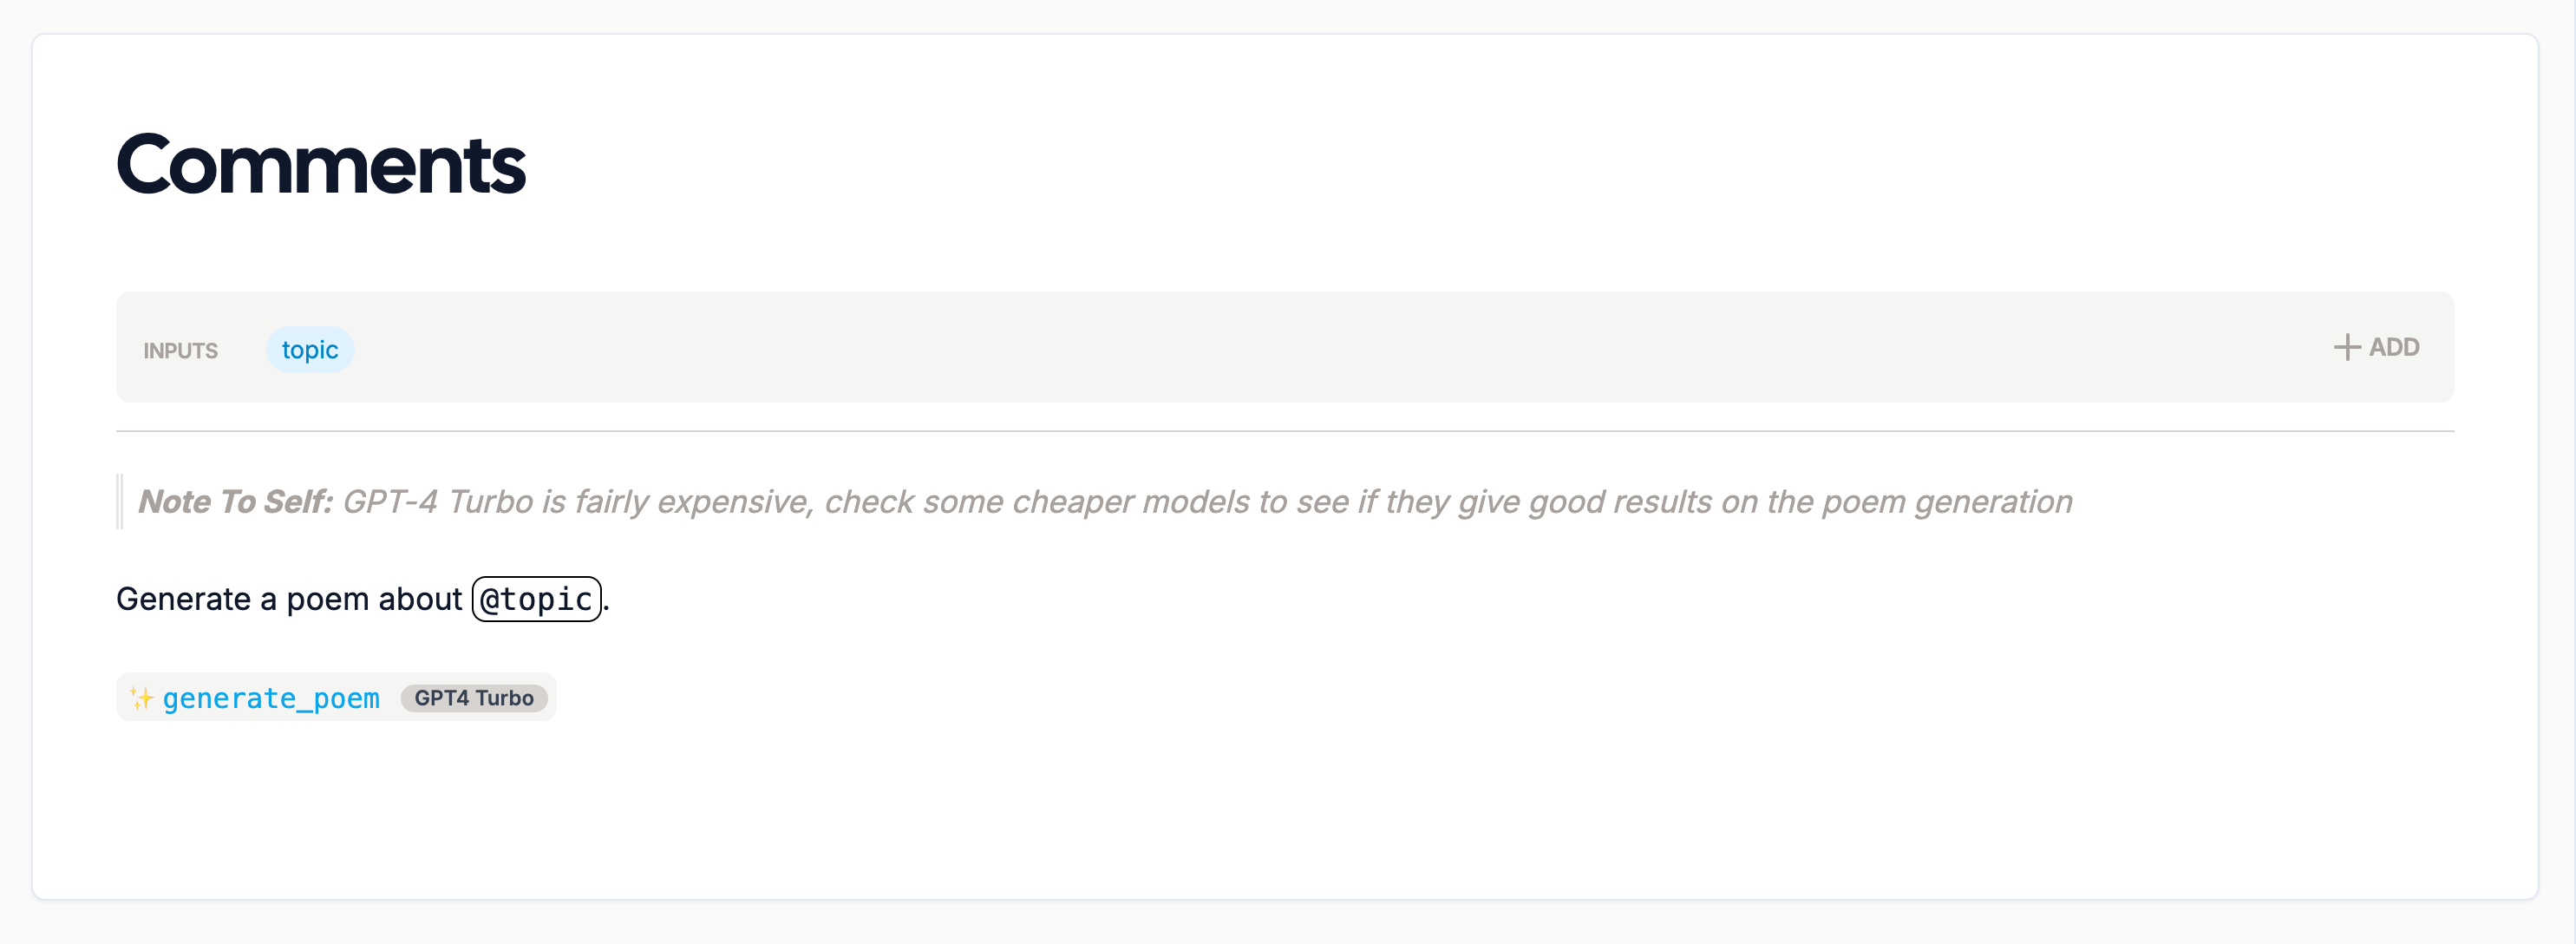 Comments
INPUTS topic + ADD
Note To Self: GPT-4 Turbo is fairly expensive, check some cheaper models to see if they give good results on the poem generation
Generate a poem about @topic.
✨ generate_poem GPT4 Turbo